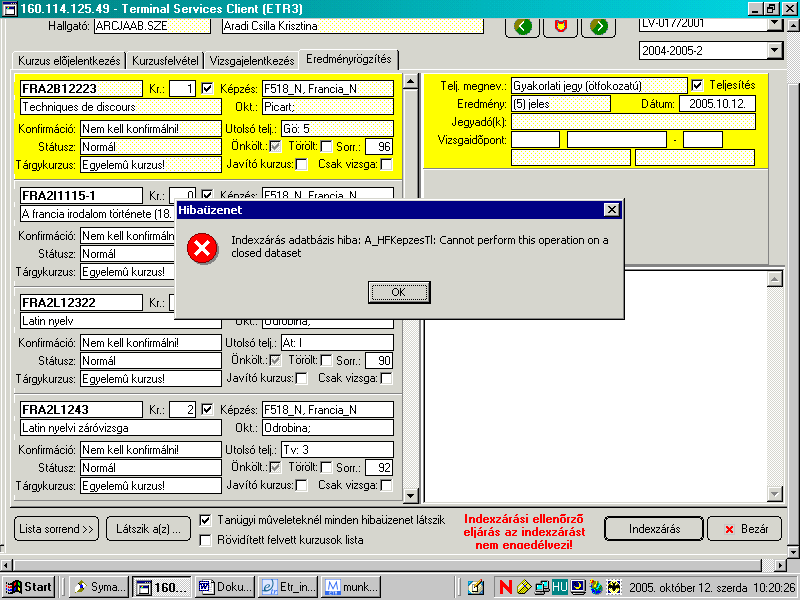 160.114.125.49 - Terminal Services Client (ETR3)
Hallgató: ARCJAAB.SZE Aradi Csilla Krisztina LV-017/2001
2004-2005-2
Kurzus előjelentkezés Kurzusfelvétel Vizsgajelentkezés Eredményrögzítés
FRA2B12223 Kr.: 1 Képzés: F518_N, Francia_N
Techniques de discours Okt.: Picart;
Konfirmáció: Nem kell konfirmálni! Utolsó telj.: Gö: 5
Státusz: Normál Önkölt.: Törölt: Sorr.: 96
Tárgykurzus: Egyelemű kurzus! Javító kurzus: Csak vizsga:
Telj. megnev.: Gyakorlati jegy (ötfokozatú) Teljesítés
Eredmény: (5) jeles Dátum: 2005.10.12.
Jegyadó(k):
Vizsgaidőpont: -
FRA2I1115-1 Kr.: 0 Képzés: F518_N, Francia_N
A francia irodalom története (18.
Konfirmáció: Nem kell konfirmáln
Státusz: Normál
Tárgykurzus: Egyelemű kurzus!
Hibaüzenet
Indexzárás adatbázis hiba: A_HFKepzesTl: Cannot perform this operation on a
closed dataset
OK
FRA2L12322 Kr.:
Latin nyelv Okt.: Odrobina;
Konfirmáció: Nem kell konfirmálni! Utolsó telj.: At: I
Státusz: Normál Önkölt.: Törölt: Sorr.: 90
Tárgykurzus: Egyelemű kurzus! Javító kurzus: Csak vizsga:
FRA2L1243 Kr.: 2 Képzés: F518_N, Francia_N
Latin nyelvi záróvizsga Okt.: Odrobina;
Konfirmáció: Nem kell konfirmálni! Utolsó telj.: Tv: 3
Státusz: Normál Önkölt.: Törölt: Sorr.: 92
Tárgykurzus: Egyelemű kurzus! Javító kurzus: Csak vizsga:
Lista sorrend >> Látszik a(z) ...
Tanügyi műveleteknél minden hibaüzenet látszik
Rövidített felvett kurzusok lista
Indexzárási ellenőrző
eljárás az indexzárást
nem engedélyezi!
Indexzárás Bezár
Start Syma... 160.... Doku... Etr_in... munk... HU 2005. október 12. szerda 10:20:26